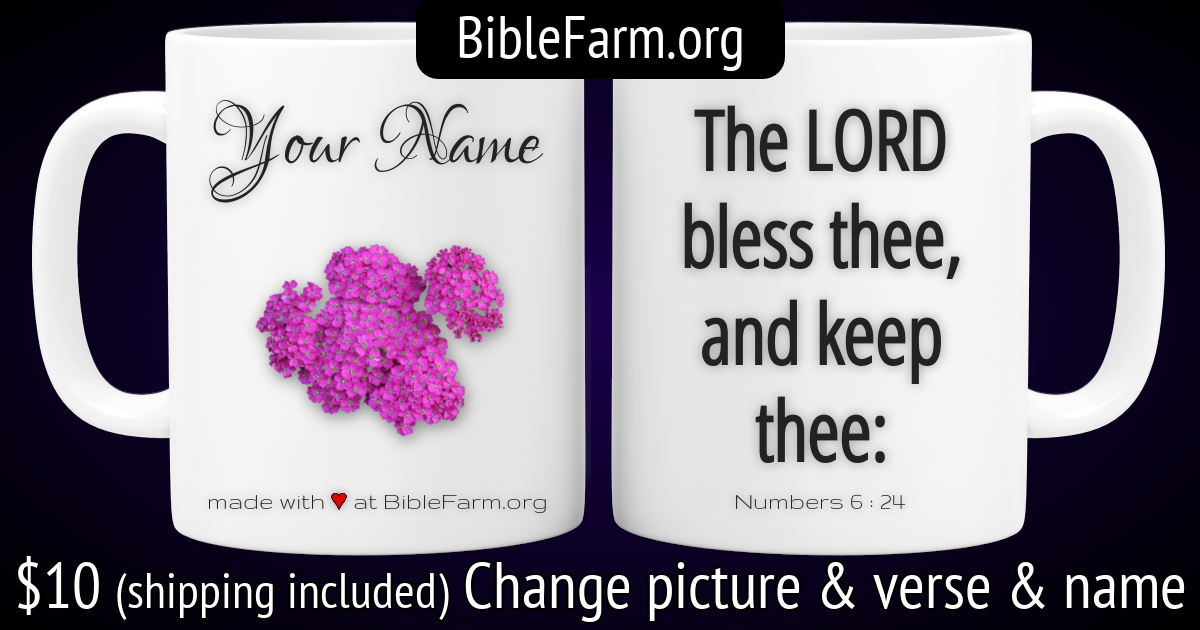 BibleFarm.org
Your Name
made with ♥ at BibleFarm.org
The LORD
bless thee,
and keep
thee:
Numbers 6 : 24
$10 (shipping included) Change picture & verse & name